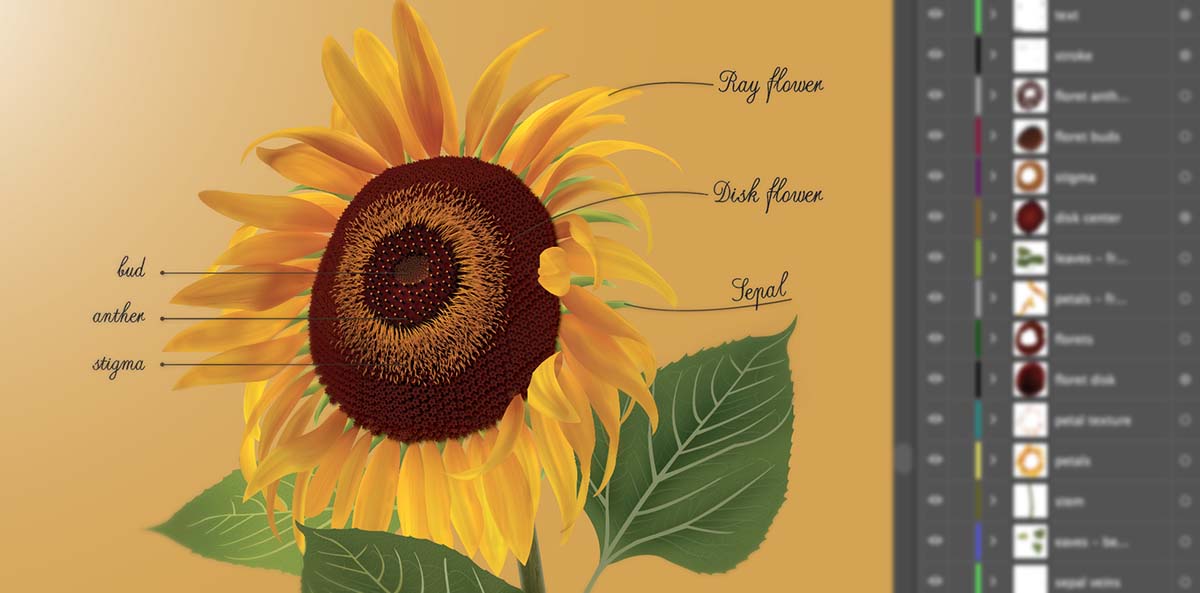 Ray flower
Disk flower
Sepal
bud
anther
stigma
text
stroke
floret anth...
floret buds
stigma
disk center
leaves – fr...
petals – fr...
florets
floret disk
petal texture
petals
stem
eaves – be...
sepal veins